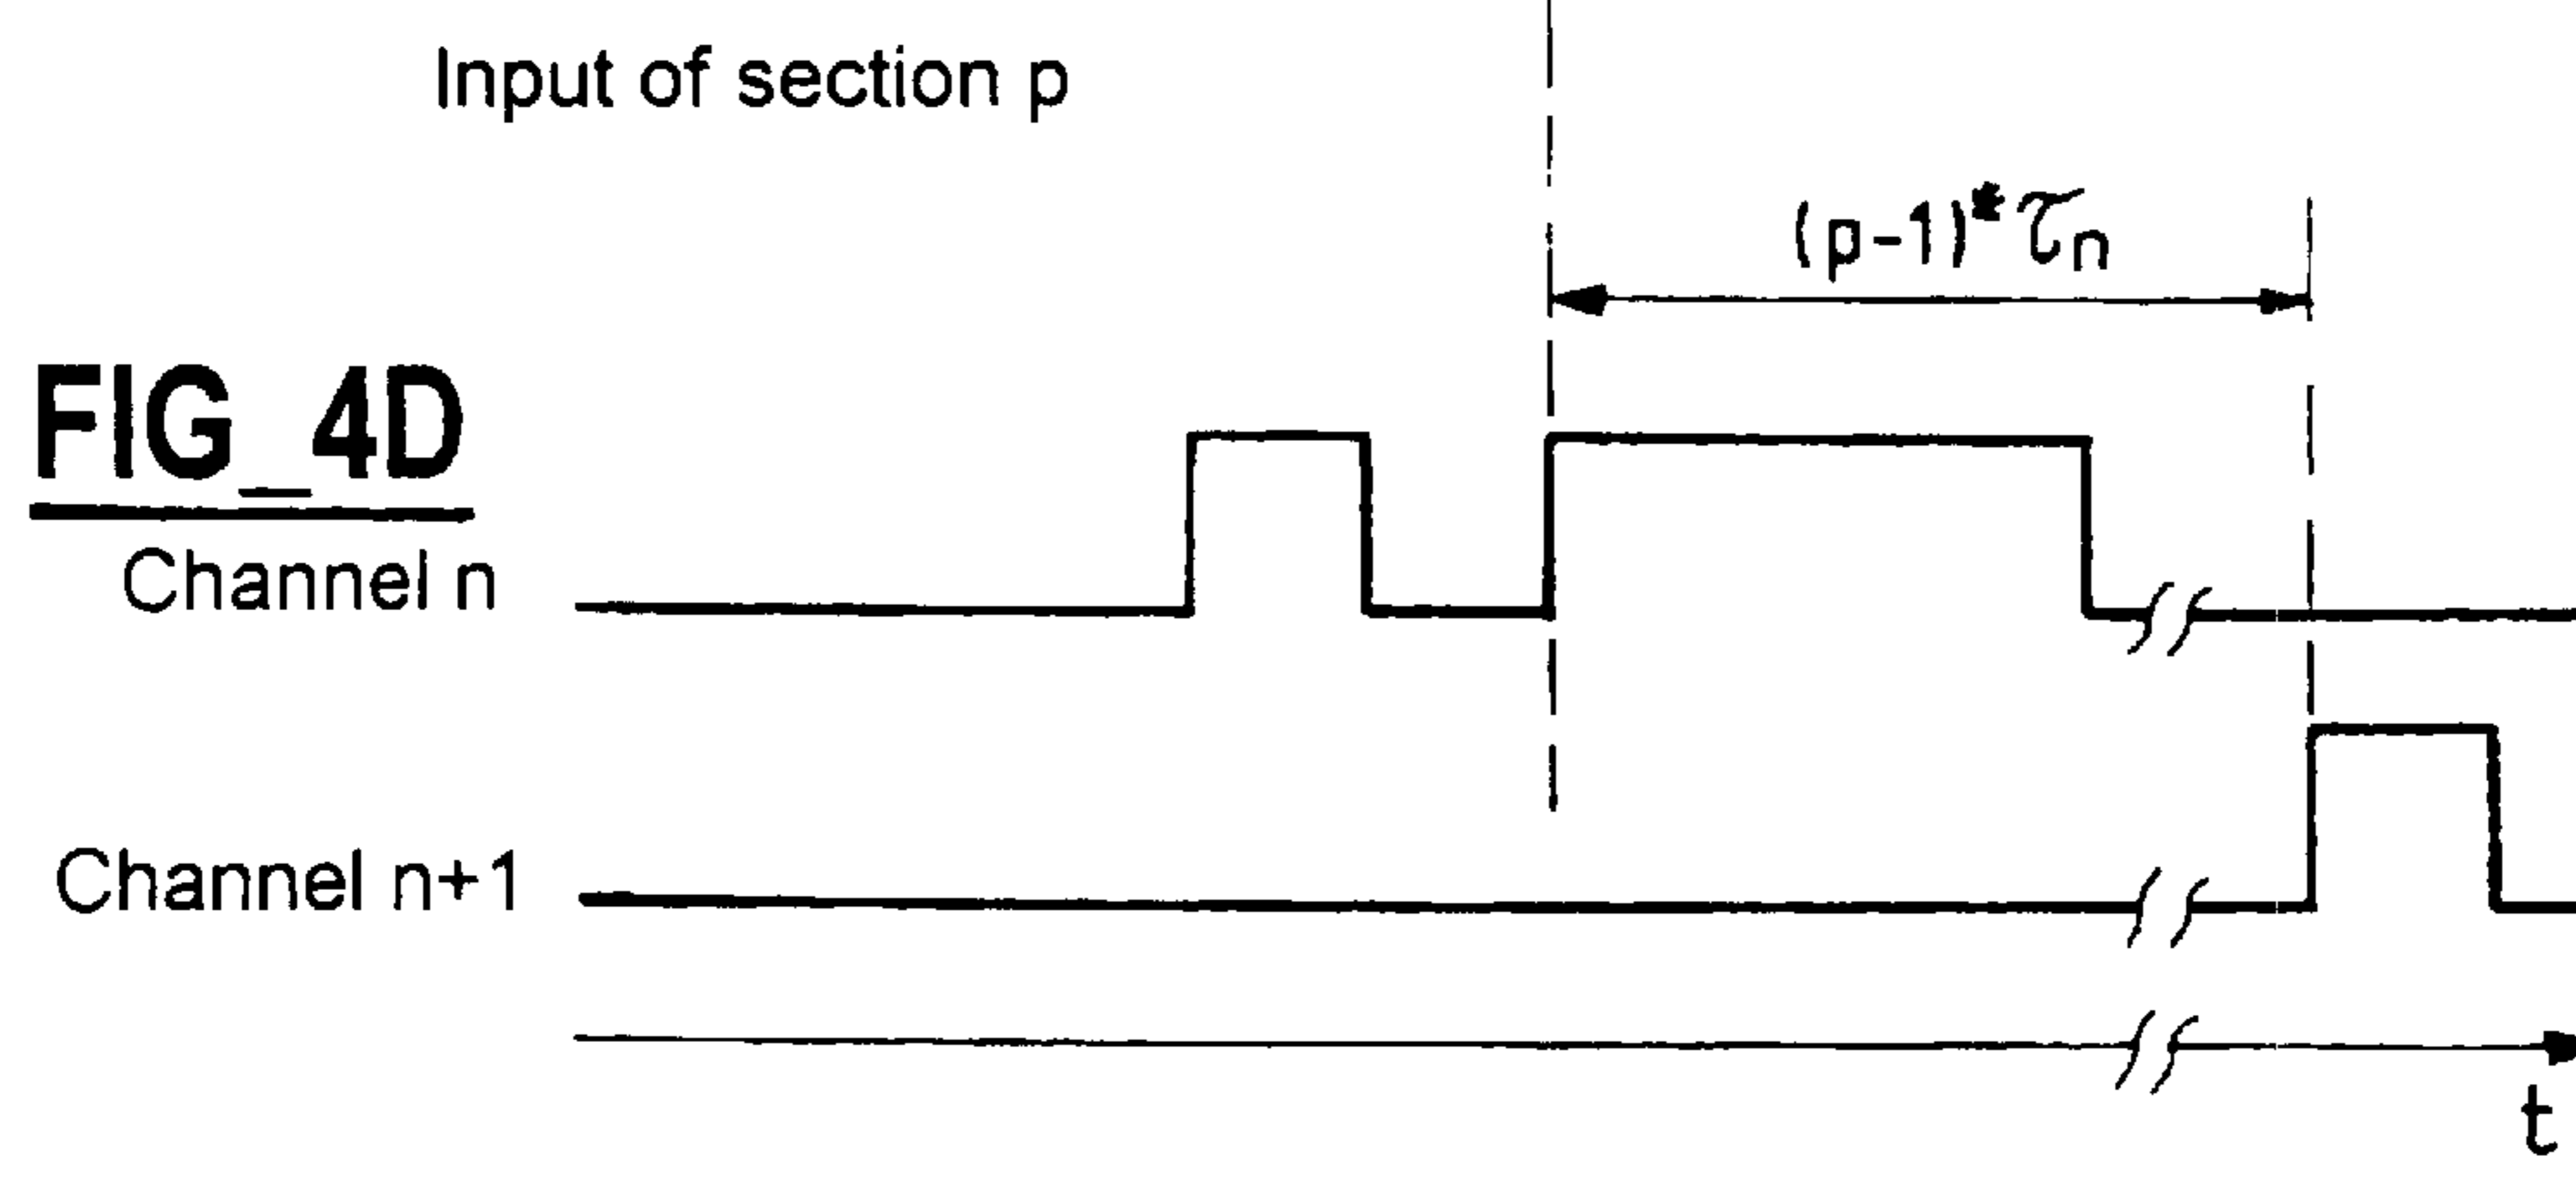 Input of section p
(p-1)*τn
FIG_4D
Channel n
Channel n+1
t